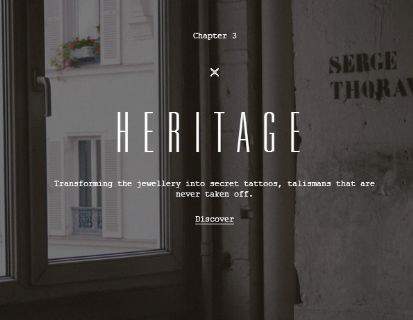 Chapter 3
×
HERITAGE
SERGE
THORA
Transforming the jewellery into secret tattoos, talismans that are
never taken off.
Discover